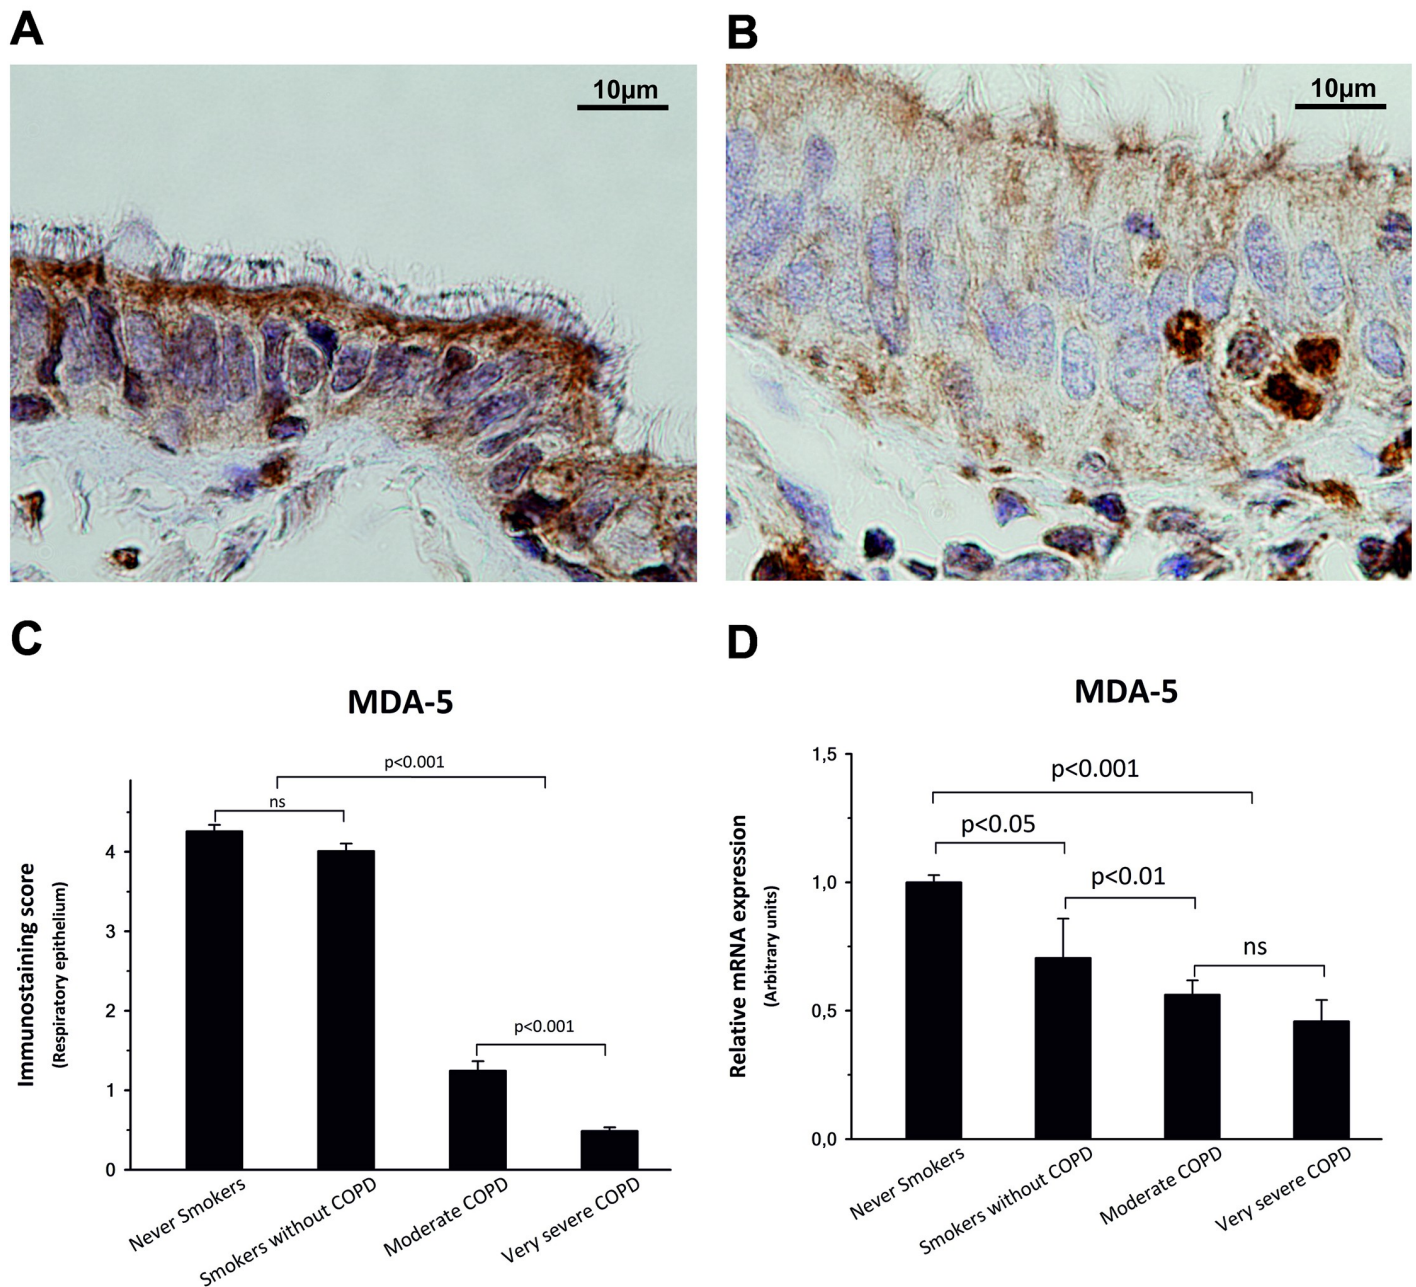 A
10µm
B
10µm
C
MDA-5
Immunostaining score
(Respiratory epithelium)
p<0.001
ns
p<0.001
4
3
2
1
0
Never Smokers
Smokers without COPD
Moderate COPD
Very severe COPD
D
MDA-5
Relative mRNA expression
(Arbitrary units)
1,5
1,0
0,5
0,0
p<0.001
p<0.05
p<0.01
ns
Never Smokers
Smokers without COPD
Moderate COPD
Very severe COPD